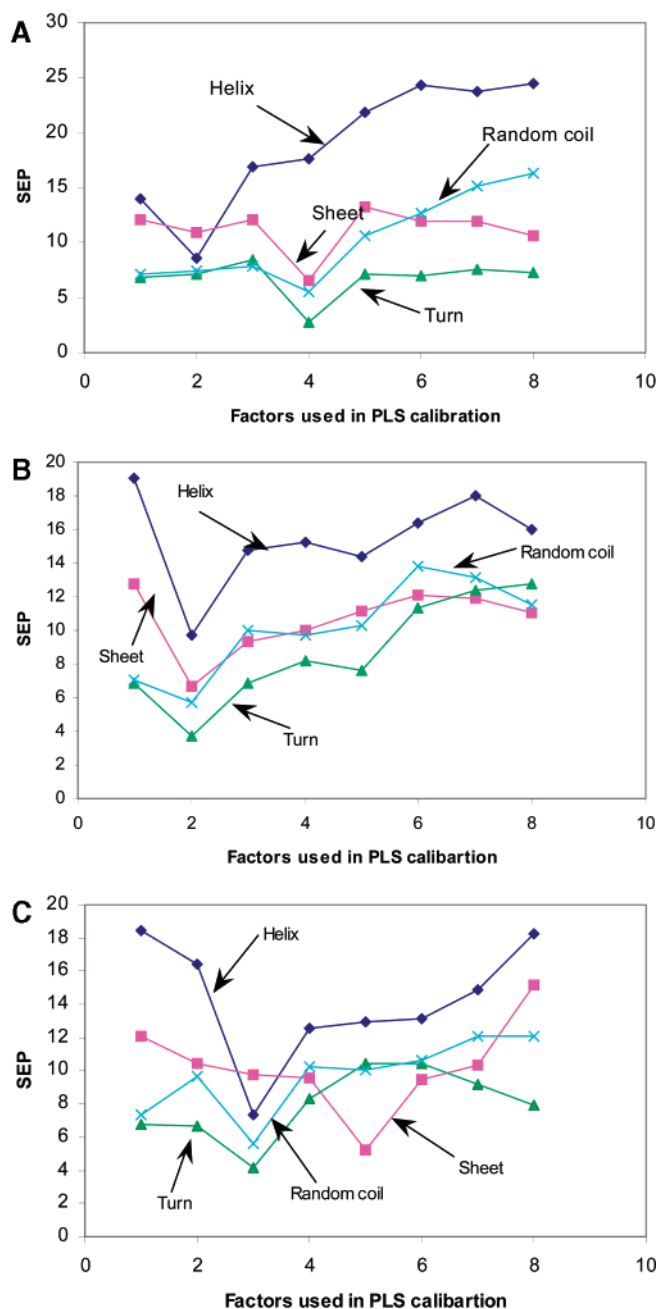 A
30
25
20
15
10
5
0
SEP
Helix
Random coil
Sheet
Turn
0 2 4 6 8 10
Factors used in PLS calibration
B
20
18
16
14
12
10
8
6
4
2
0
SEP
Helix
Random coil
Sheet
Turn
0 2 4 6 8 10
Factors used in PLS calibartion
C
20
18
16
14
12
10
8
6
4
2
0
SEP
Helix
Turn
Random coil
Sheet
0 2 4 6 8 10
Factors used in PLS calibartion